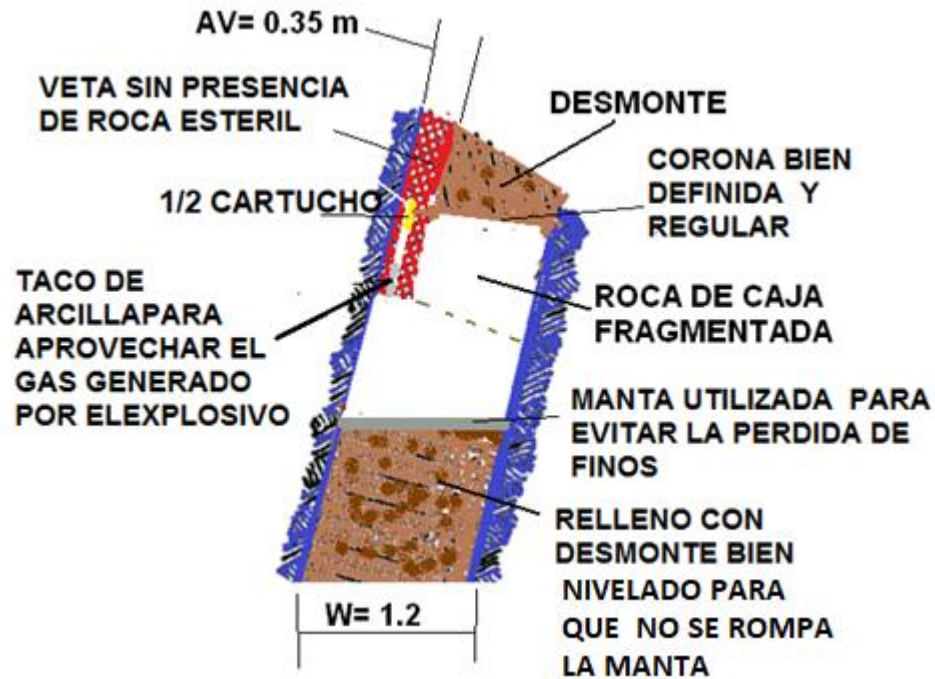 AV= 0.35 m
VETA SIN PRESENCIA
DE ROCA ESTERIL
DESMONTE
CORONA BIEN
DEFINIDA Y
REGULAR
1/2 CARTUCHO
TACO DE
ARCILLAPARA
APROVECHAR EL
GAS GENERADO
POR ELEXPLOSIVO
ROCA DE CAJA
FRAGMENTADA
MANTA UTILIZADA PARA
EVITAR LA PERDIDA DE
FINOS
RELLENO CON
DESMONTE BIEN
NIVELADO PARA
QUE NO SE ROMPA
LA MANTA
W= 1.2